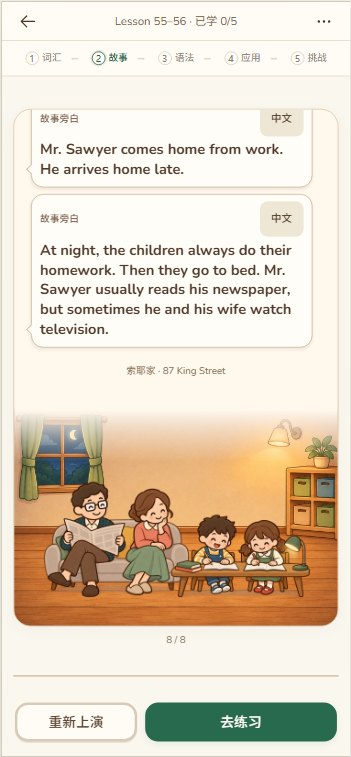 Lesson 55–56 · 已学 0/5
1 词汇 – 2 故事 – 3 语法 – 4 应用 – 5 挑战
故事旁白 中文
Mr. Sawyer comes home from work.
He arrives home late.
故事旁白 中文
At night, the children always do their
homework. Then they go to bed. Mr.
Sawyer usually reads his newspaper,
but sometimes he and his wife watch
television.
索耶家 · 87 King Street
8 / 8
重新上演 去练习